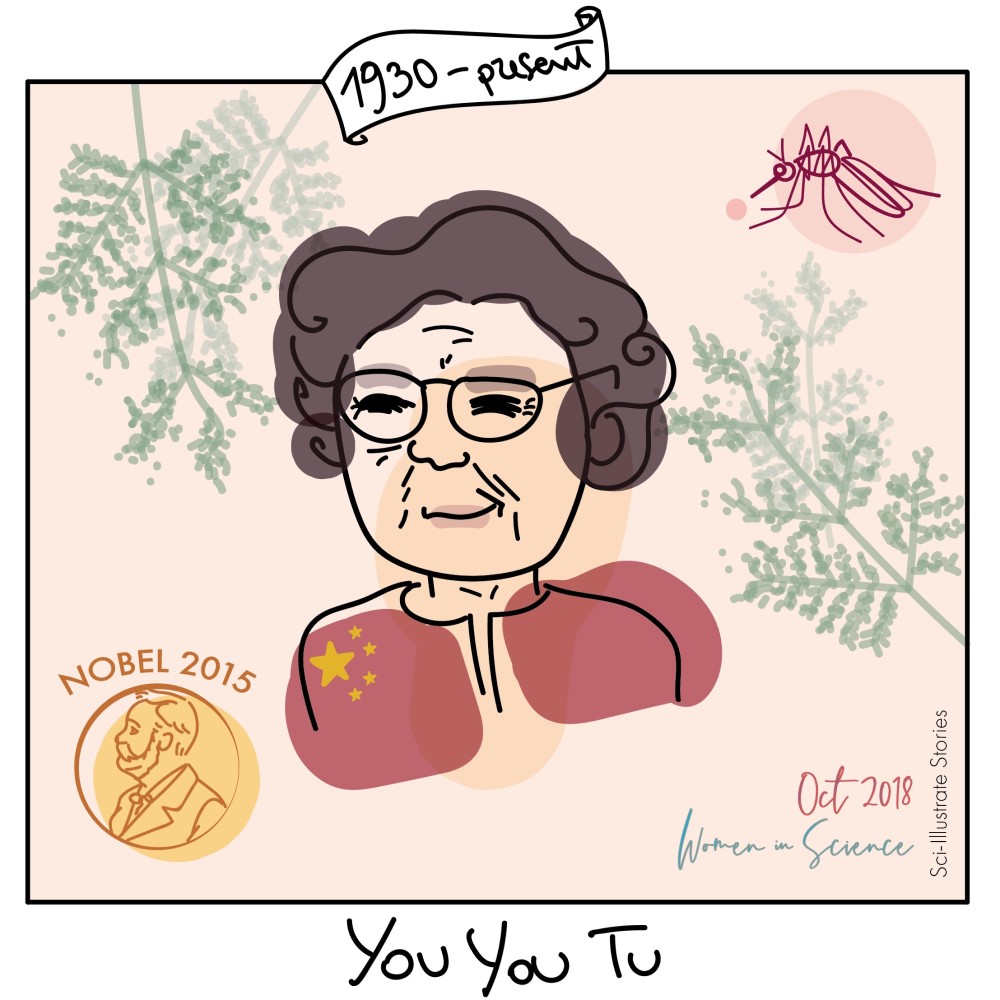 1930 - present
NOBEL 2015
Oct 2018
Women in Science
Sci-Illustrate Stories
You You Tu